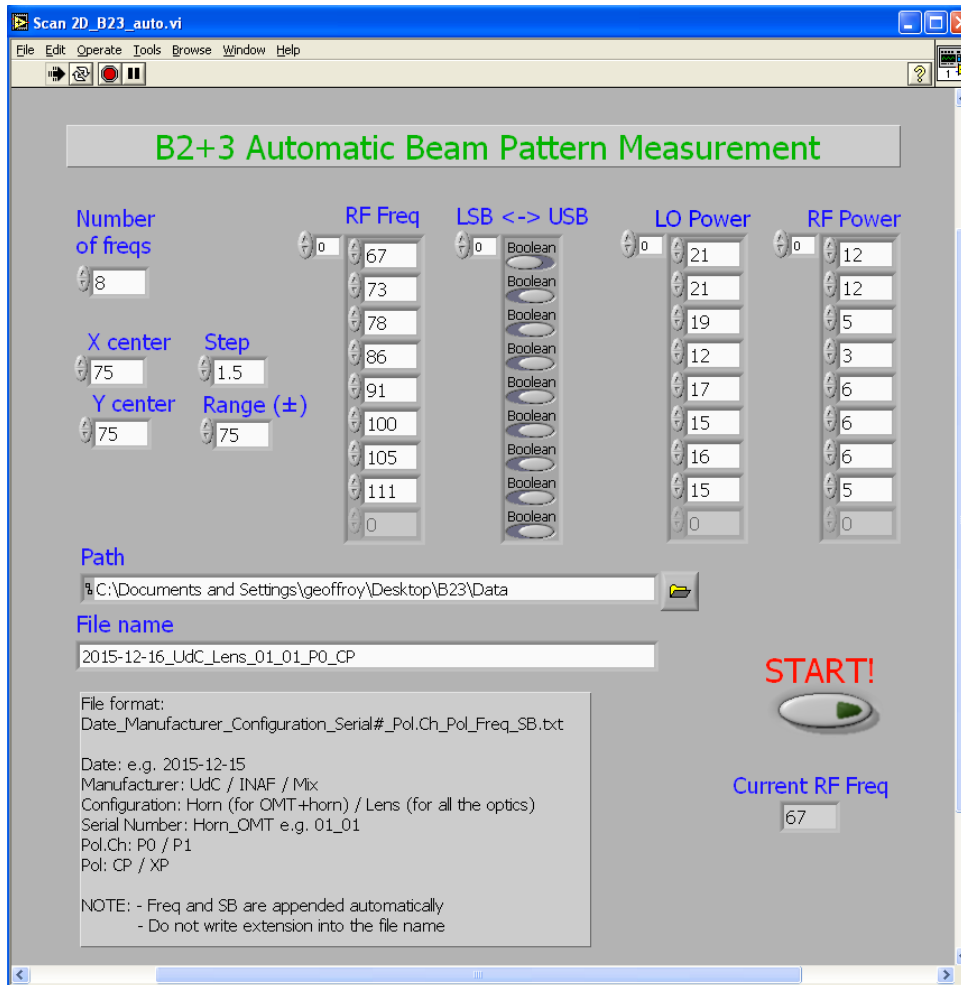 Scan 2D_B23_auto.vi
File Edit Operate Tools Browse Window Help
B2+3 Automatic Beam Pattern Measurement
Number
of freqs
8
X center
75
Step
1.5
Y center
75
Range (±)
75
RF Freq
0
67
73
78
86
91
100
105
111
0
LSB <-> USB
0
Boolean
Boolean
Boolean
Boolean
Boolean
Boolean
Boolean
Boolean
Boolean
LO Power
0
21
21
19
12
17
15
16
15
0
RF Power
0
12
12
5
3
6
6
6
5
0
Path
C:\Documents and Settings\geoffroy\Desktop\B23\Data
File name
2015-12-16_UdC_Lens_01_01_P0_CP
File format:
Date_Manufacturer_Configuration_Serial#_Pol.Ch_Pol_Freq_SB.txt
Date: e.g. 2015-12-15
Manufacturer: UdC / INAF / Mix
Configuration: Horn (for OMT+horn) / Lens (for all the optics)
Serial Number: Horn_OMT e.g. 01_01
Pol.Ch: P0 / P1
Pol: CP / XP
NOTE: - Freq and SB are appended automatically
- Do not write extension into the file name
START!
Current RF Freq
67